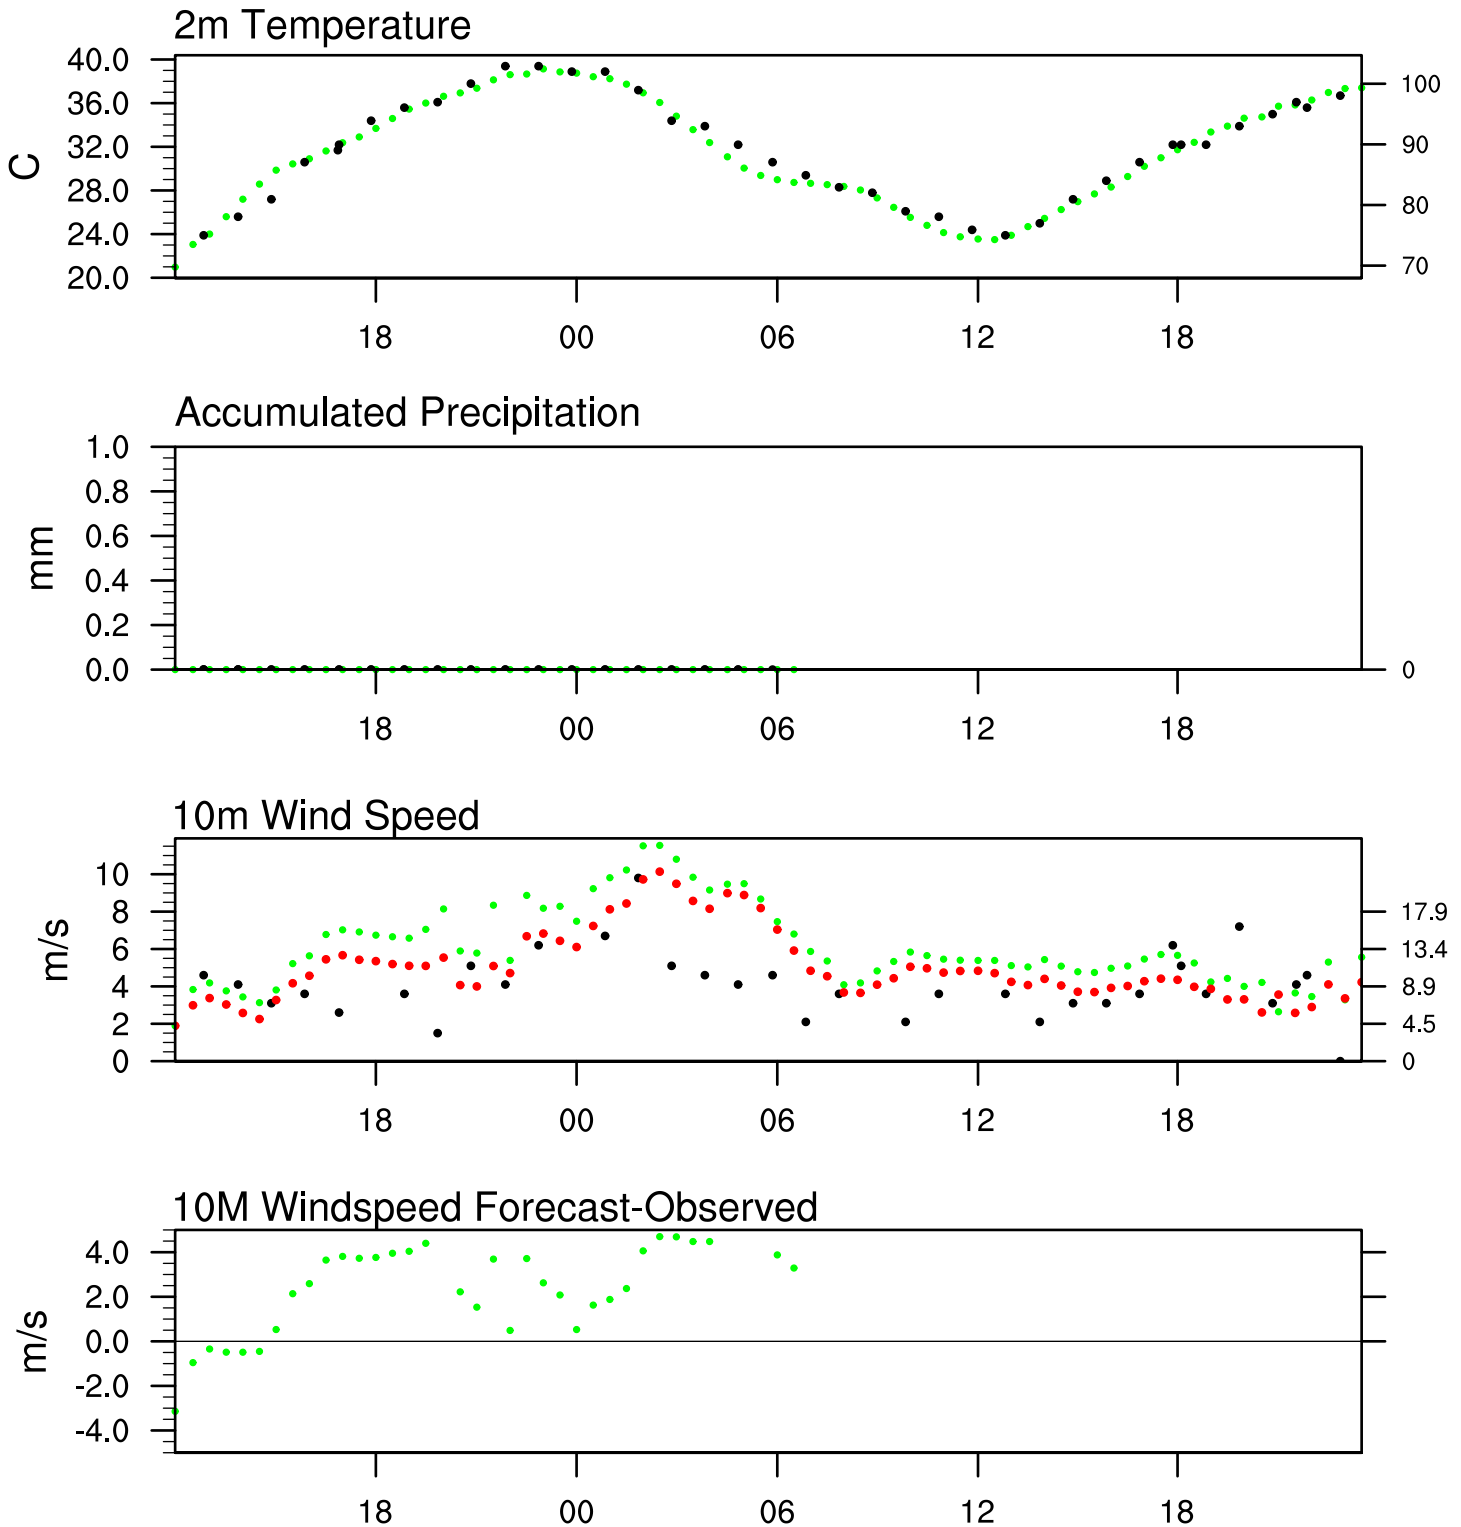 2m Temperature
C
40.0
36.0
32.0
28.0
24.0
20.0
100
90
80
70
18 00 06 12 18
Accumulated Precipitation
mm
1.0
0.8
0.6
0.4
0.2
0.0
0
18 00 06 12 18
10m Wind Speed
m/s
10
8
6
4
2
0
17.9
13.4
8.9
4.5
0
18 00 06 12 18
10M Windspeed Forecast-Observed
m/s
4.0
2.0
0.0
-2.0
-4.0
18 00 06 12 18